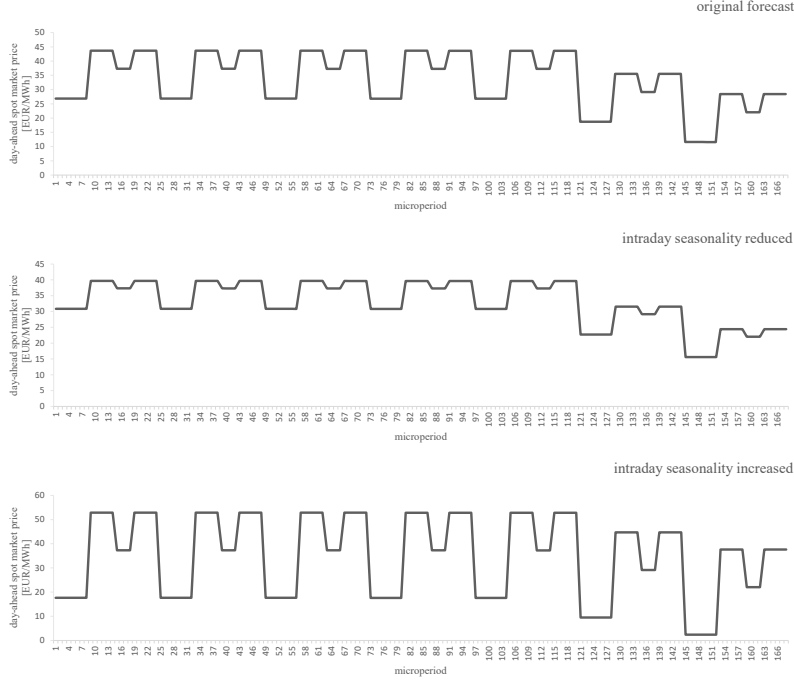 original forecast
day-ahead spot market price
[EUR/MWh]
50
45
40
35
30
25
20
15
10
5
0
1 4 7 10 13 16 19 22 25 28 31 34 37 40 43 46 49 52 55 58 61 64 67 70 73 76 79 82 85 88 91 94 97 100 103 106 109 112 115 118 121 124 127 130 133 136 139 142 145 148 151 154 157 160 163 166
microperiod
intraday seasonality reduced
day-ahead spot market price
[EUR/MWh]
45
40
35
30
25
20
15
10
5
0
1 4 7 10 13 16 19 22 25 28 31 34 37 40 43 46 49 52 55 58 61 64 67 70 73 76 79 82 85 88 91 94 97 100 103 106 109 112 115 118 121 124 127 130 133 136 139 142 145 148 151 154 157 160 163 166
microperiod
intraday seasonality increased
day-ahead spot market price
[EUR/MWh]
60
50
40
30
20
10
0
1 4 7 10 13 16 19 22 25 28 31 34 37 40 43 46 49 52 55 58 61 64 67 70 73 76 79 82 85 88 91 94 97 100 103 106 109 112 115 118 121 124 127 130 133 136 139 142 145 148 151 154 157 160 163 166
microperiod